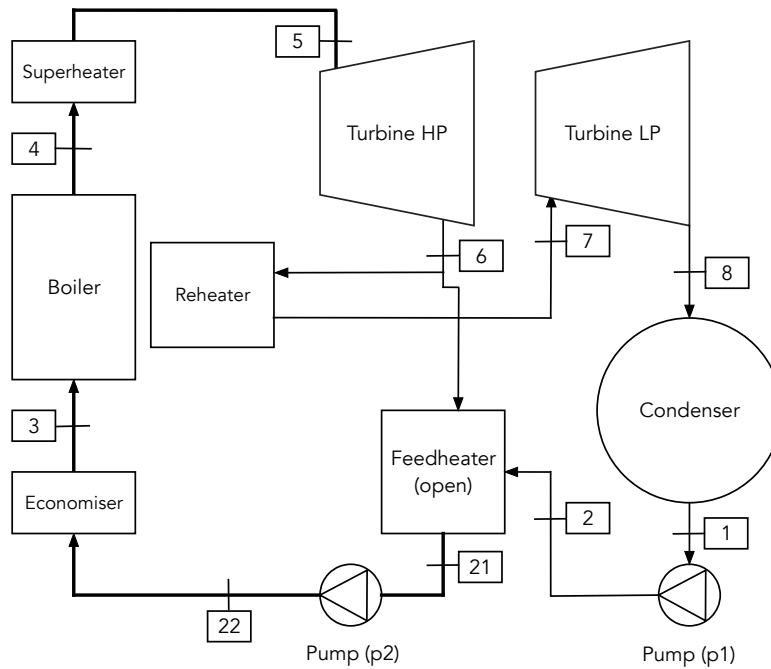 5
Superheater
Turbine HP
Turbine LP
4
6
7
8
Boiler
Reheater
Condenser
3
Feedheater
(open)
Economiser
2
1
21
22
Pump (p2)
Pump (p1)